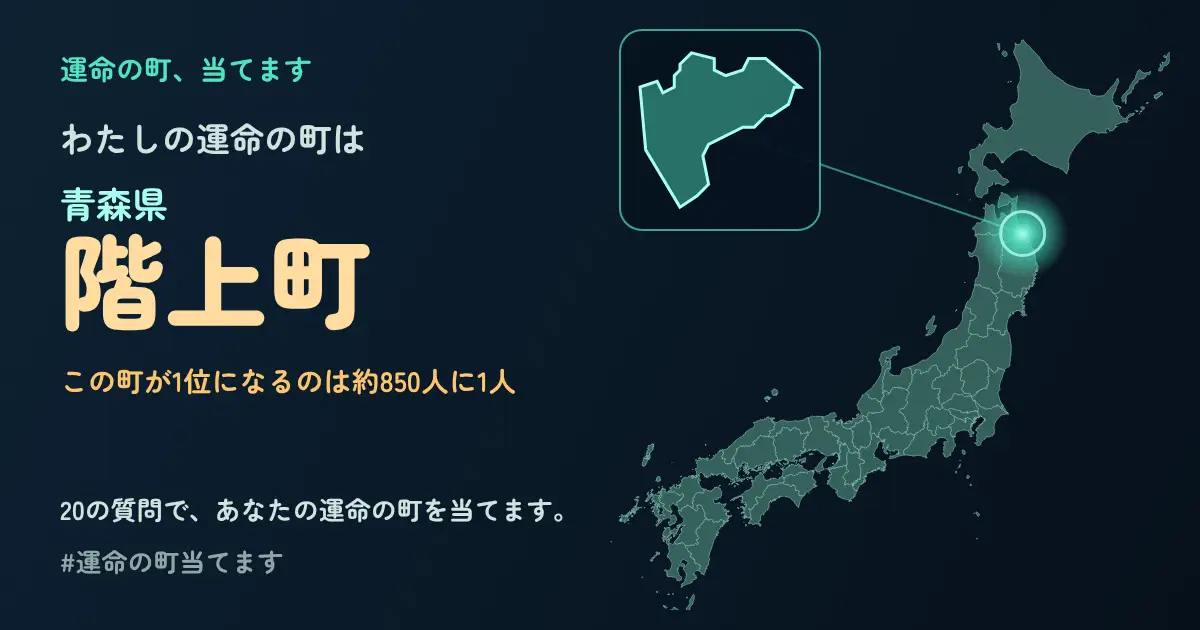 運命の町、当てます
わたしの運命の町は
青森県
階上町
この町が1位になるのは約850人に1人
20の質問で、あなたの運命の町を当てます。
#運命の町当てます